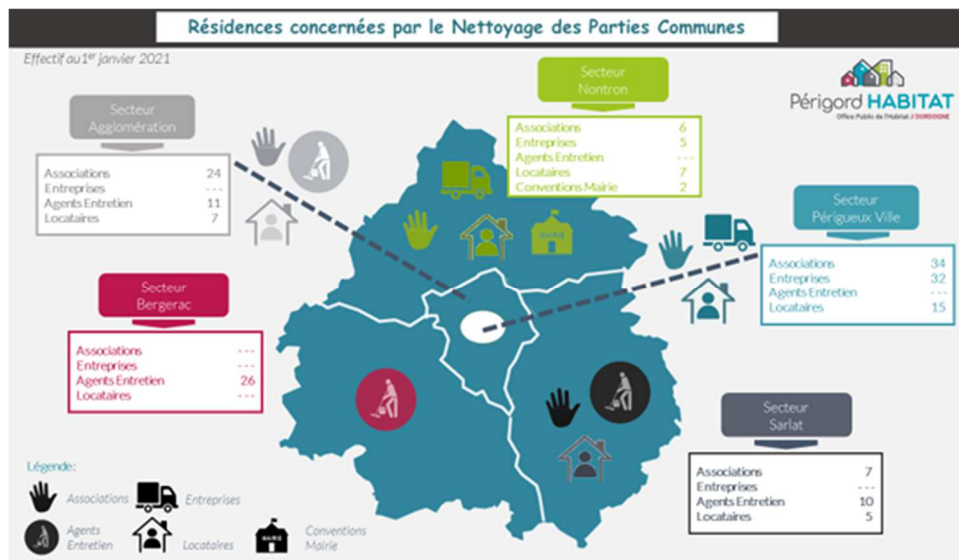 Résidences concernées par le Nettoyage des Parties Communes
Effectif au 1er janvier 2021
Périgord HABITAT
Office Public de l'Habitat / DORDOGNE
Secteur
Agglomération
Associations 24
Entreprises ---
Agents Entretien 11
Locataires 7
Secteur
Nontron
Associations 6
Entreprises 5
Agents Entretien ---
Locataires 7
Conventions Mairie 2
MAIRIE
Secteur
Périgueux Ville
Associations 34
Entreprises 32
Agents Entretien ---
Locataires 15
Secteur
Bergerac
Associations ---
Entreprises ---
Agents Entretien 26
Locataires ---
Secteur
Sarlat
Associations 7
Entreprises ---
Agents Entretien 10
Locataires 5
Légende:
Associations
Entreprises
Agents
Entretien
Locataires
MAIRIE
Conventions
Mairie